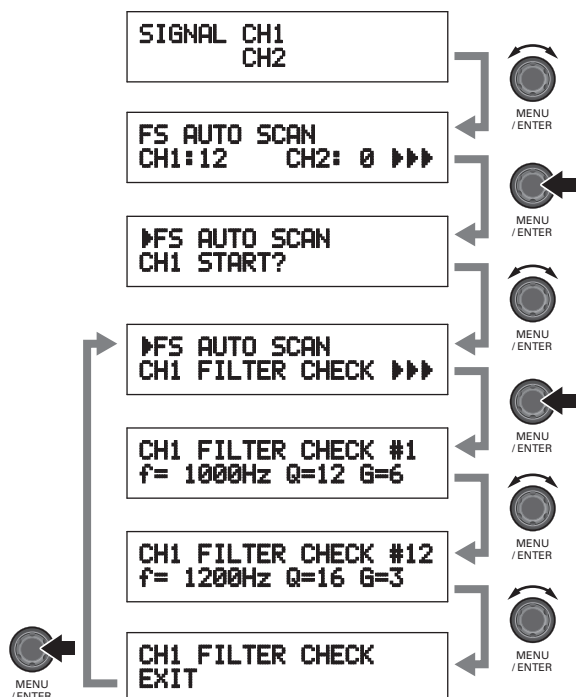 SIGNAL CH1
CH2
MENU
/ ENTER
FS AUTO SCAN
CH1:12 CH2: 0 ▶▶▶
MENU
/ ENTER
▶FS AUTO SCAN
CH1 START?
MENU
/ ENTER
▶FS AUTO SCAN
CH1 FILTER CHECK ▶▶▶
MENU
/ ENTER
CH1 FILTER CHECK #1
f= 1000Hz Q=12 G=6
MENU
/ ENTER
CH1 FILTER CHECK #12
f= 1200Hz Q=16 G=3
MENU
/ ENTER
CH1 FILTER CHECK
EXIT
MENU
/ ENTER